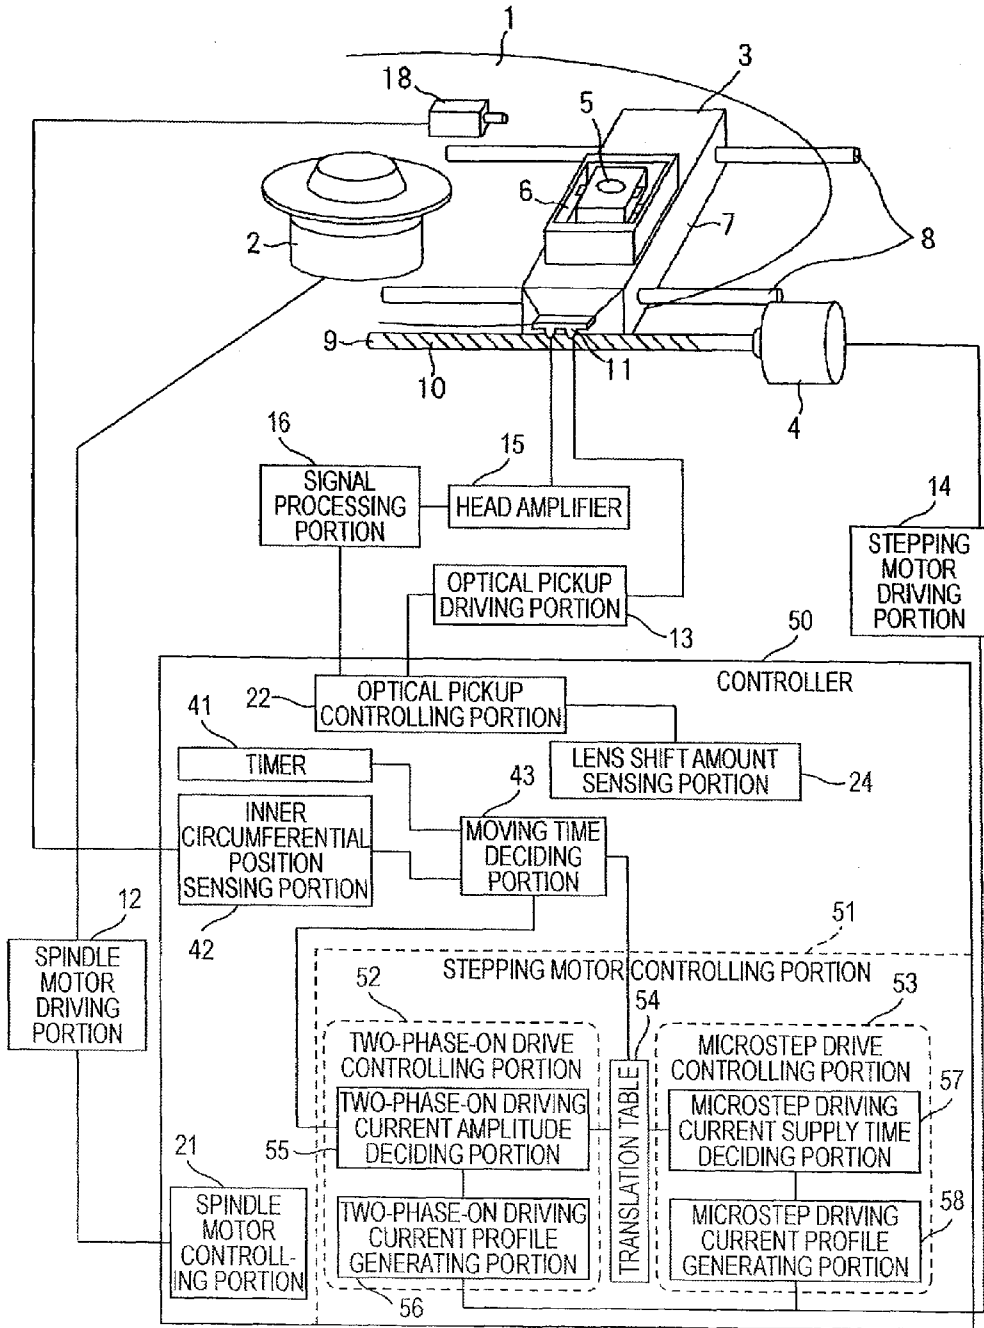 1
3
18
5
6
7
2
8
9
10
11
4
16
15
14
SIGNAL
PROCESSING
PORTION
HEAD AMPLIFIER
STEPPING
MOTOR
DRIVING
PORTION
OPTICAL PICKUP
DRIVING PORTION
13
50
CONTROLLER
22
OPTICAL PICKUP
CONTROLLING PORTION
41
TIMER
LENS SHIFT AMOUNT
SENSING PORTION
24
43
INNER
CIRCUMFERENTIAL
POSITION
SENSING PORTION
42
MOVING TIME
DECIDING
PORTION
12
SPINDLE
MOTOR
DRIVING
PORTION
51
STEPPING MOTOR CONTROLLING PORTION
52
54
53
TWO-PHASE-ON DRIVE
CONTROLLING PORTION
TRANSLATION TABLE
MICROSTEP DRIVE
CONTROLLING PORTION
57
TWO-PHASE-ON DRIVING
CURRENT AMPLITUDE
DECIDING PORTION
55
MICROSTEP DRIVING
CURRENT SUPPLY TIME
DECIDING PORTION
21
SPINDLE
MOTOR
CONTROLL-
ING PORTION
TWO-PHASE-ON DRIVING
CURRENT PROFILE
GENERATING PORTION
56
MICROSTEP DRIVING
CURRENT PROFILE
GENERATING PORTION
58